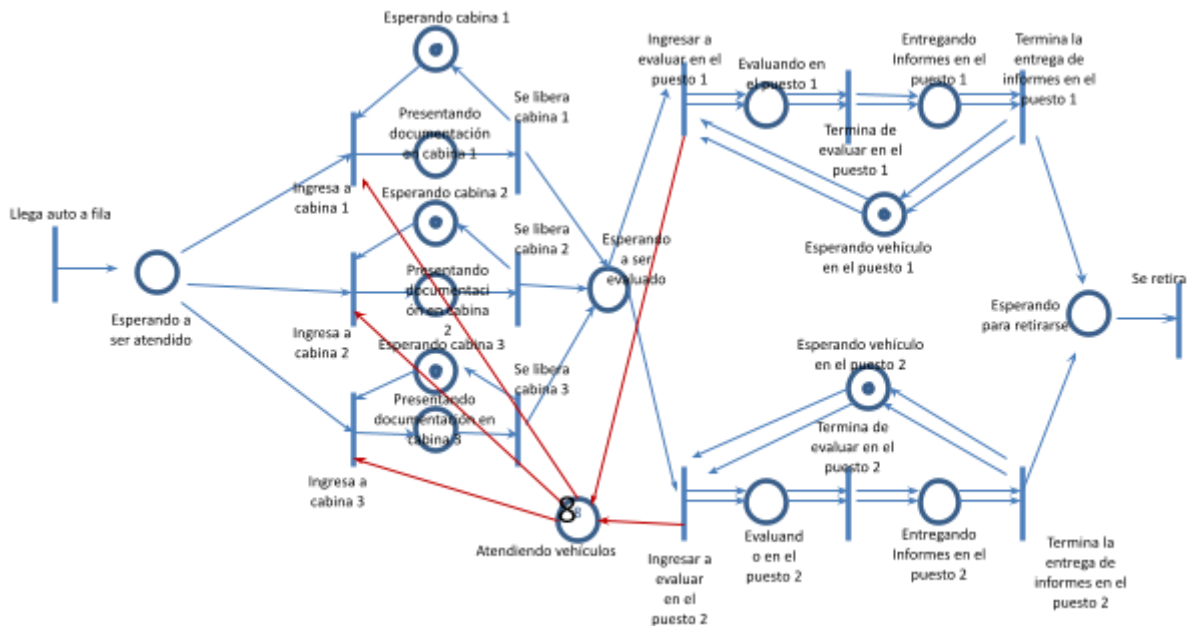 Esperando cabina 1
Ingresar a
evaluar en el
puesto 1
Evaluando en
el puesto 1
Entregando
Informes en el
puesto 1
Termina la
entrega de
informes en el
puesto 1
Se libera
cabina 1
Presentando
documentación
en cabina 1
Termina de
evaluar en el
puesto 1
Ingresa a
cabina 1
Esperando cabina 2
Llega auto a fila
Se libera
cabina 2
Esperando
a ser
evaluado
Esperando vehículo
en el puesto 1
Presentando
documentaci
ón en cabina
2
Se retira
Esperando
para retirarse
Esperando a
ser atendido
Ingresa a
cabina 2
Esperando cabina 3
Esperando vehículo
en el puesto 2
Se libera
cabina 3
Presentando
documentación en
cabina 3
Termina de
evaluar en el
puesto 2
Ingresa a
cabina 3
8
8
Atendiendo vehículos
Ingresar a
evaluar
en el
puesto 2
Evaluand
o en el
puesto 2
Entregando
Informes en el
puesto 2
Termina la
entrega de
informes en el
puesto 2